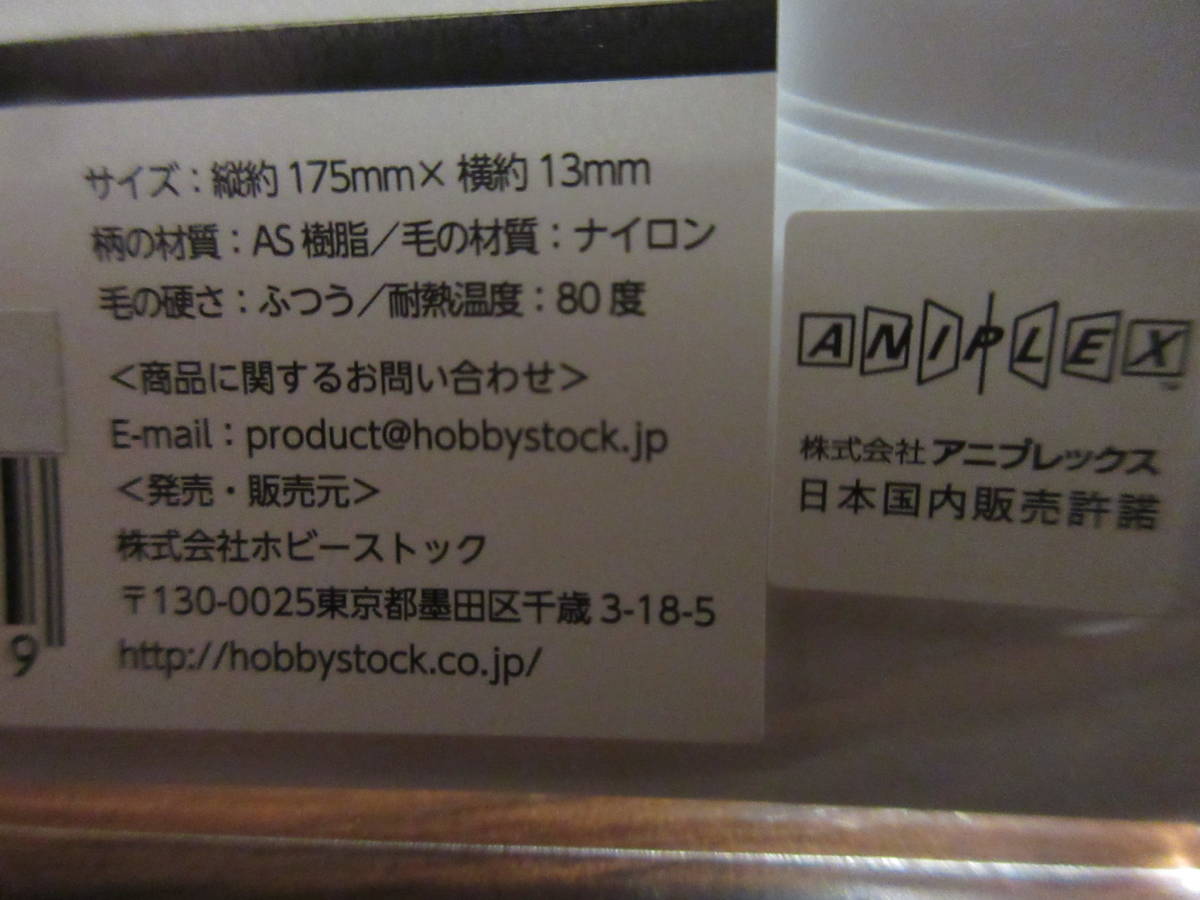 サイズ：縦約 175mm× 横約 13mm
柄の材質：AS 樹脂／毛の材質：ナイロン
毛の硬さ：ふつう／耐熱温度：80 度
＜商品に関するお問い合わせ＞
E-mail：product@hobbystock.jp
＜発売・販売元＞
株式会社ホビーストック
〒130-0025東京都墨田区千歳 3-18-5
http://hobbystock.co.jp/
9
ANIPLEX
株式会社 アニプレックス
日本国内販売許諾